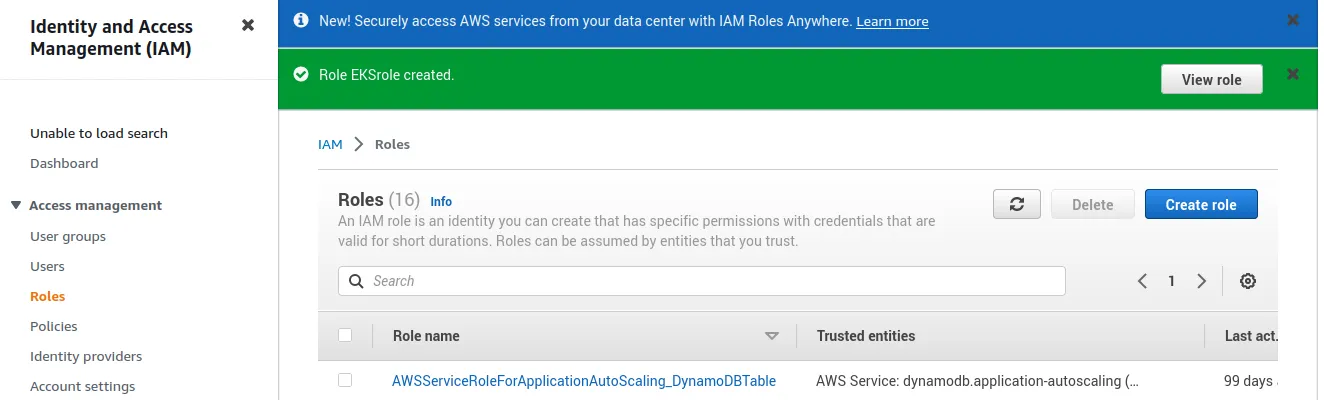 Identity and Access
Management (IAM)
Unable to load search
Dashboard
Access management
User groups
Users
Roles
Policies
Identity providers
Account settings
New! Securely access AWS services from your data center with IAM Roles Anywhere. Learn more
Role EKSrole created.
View role
IAM
Roles
Roles (16) Info
An IAM role is an identity you can create that has specific permissions with credentials that are
valid for short durations. Roles can be assumed by entities that you trust.
Delete
Create role
Search
1
Role name
Trusted entities
Last act.
AWSServiceRoleForApplicationAutoScaling_DynamoDBTable
AWS Service: dynamodb.application-autoscaling (…
99 days